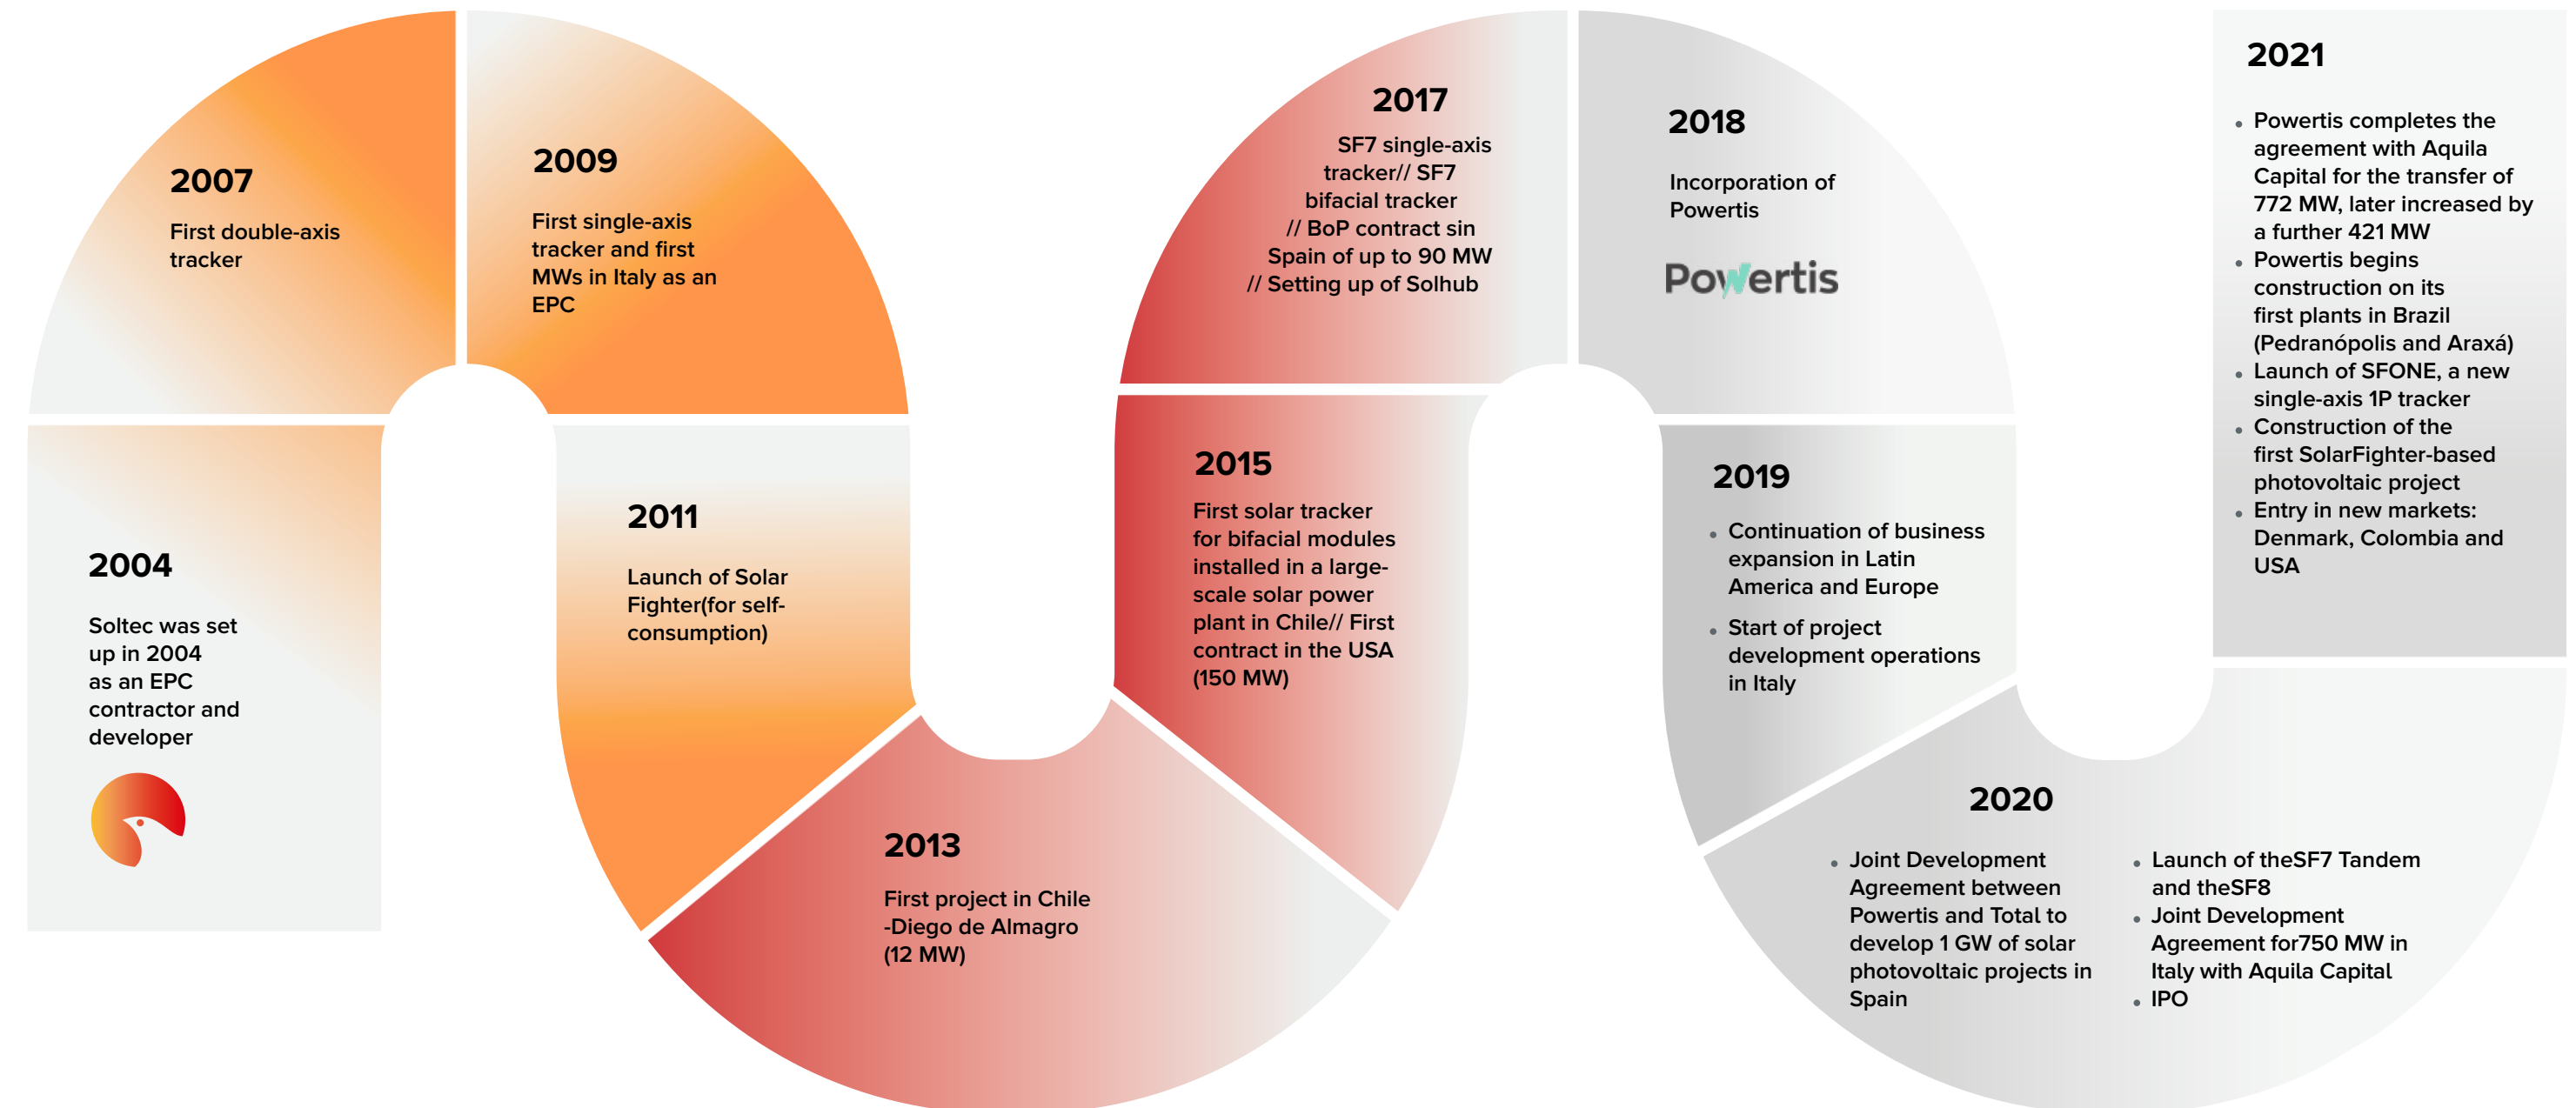 2004
Soltec was set
up in 2004
as an EPC
contractor and
developer
2007
First double-axis
tracker
2009
First single-axis
tracker and first
MWs in Italy as an
EPC
2011
Launch of Solar
Fighter(for self-
consumption)
2013
First project in Chile
-Diego de Almagro
(12 MW)
2015
First solar tracker
for bifacial modules
installed in a large-
scale solar power
plant in Chile// First
contract in the USA
(150 MW)
2017
SF7 single-axis
tracker// SF7
bifacial tracker
// BoP contract sin
Spain of up to 90 MW
// Setting up of Solhub
2018
Incorporation of
Powertis
Powertis
2019
• Continuation of business
expansion in Latin
America and Europe
• Start of project
development operations
in Italy
2020
• Joint Development
Agreement between
Powertis and Total to
develop 1 GW of solar
photovoltaic projects in
Spain
• Launch of theSF7 Tandem
and theSF8
• Joint Development
Agreement for750 MW in
Italy with Aquila Capital
• IPO
2021
• Powertis completes the
agreement with Aquila
Capital for the transfer of
772 MW, later increased by
a further 421 MW
• Powertis begins
construction on its
first plants in Brazil
(Pedranópolis and Araxá)
• Launch of SFONE, a new
single-axis 1P tracker
• Construction of the
first SolarFighter-based
photovoltaic project
• Entry in new markets:
Denmark, Colombia and
USA